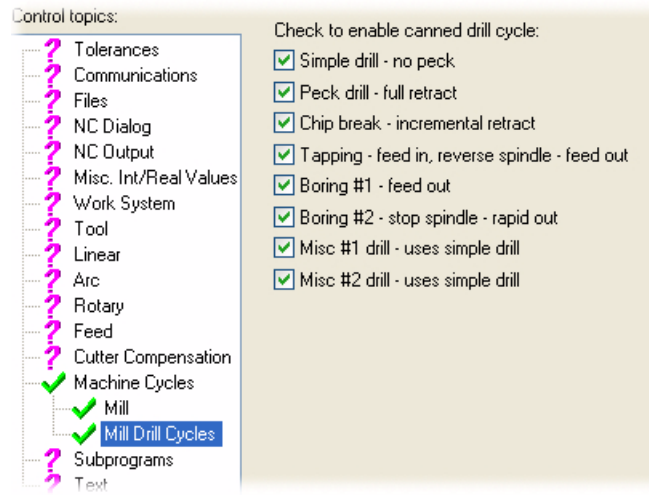 Control topics:
Tolerances
Communications
Files
NC Dialog
NC Output
Misc. Int/Real Values
Work System
Tool
Linear
Arc
Rotary
Feed
Cutter Compensation
Machine Cycles
Mill
Mill Drill Cycles
Subprograms
Text
Check to enable canned drill cycle:
Simple drill - no peck
Peck drill - full retract
Chip break - incremental retract
Tapping - feed in, reverse spindle - feed out
Boring #1 - feed out
Boring #2 - stop spindle - rapid out
Misc #1 drill - uses simple drill
Misc #2 drill - uses simple drill